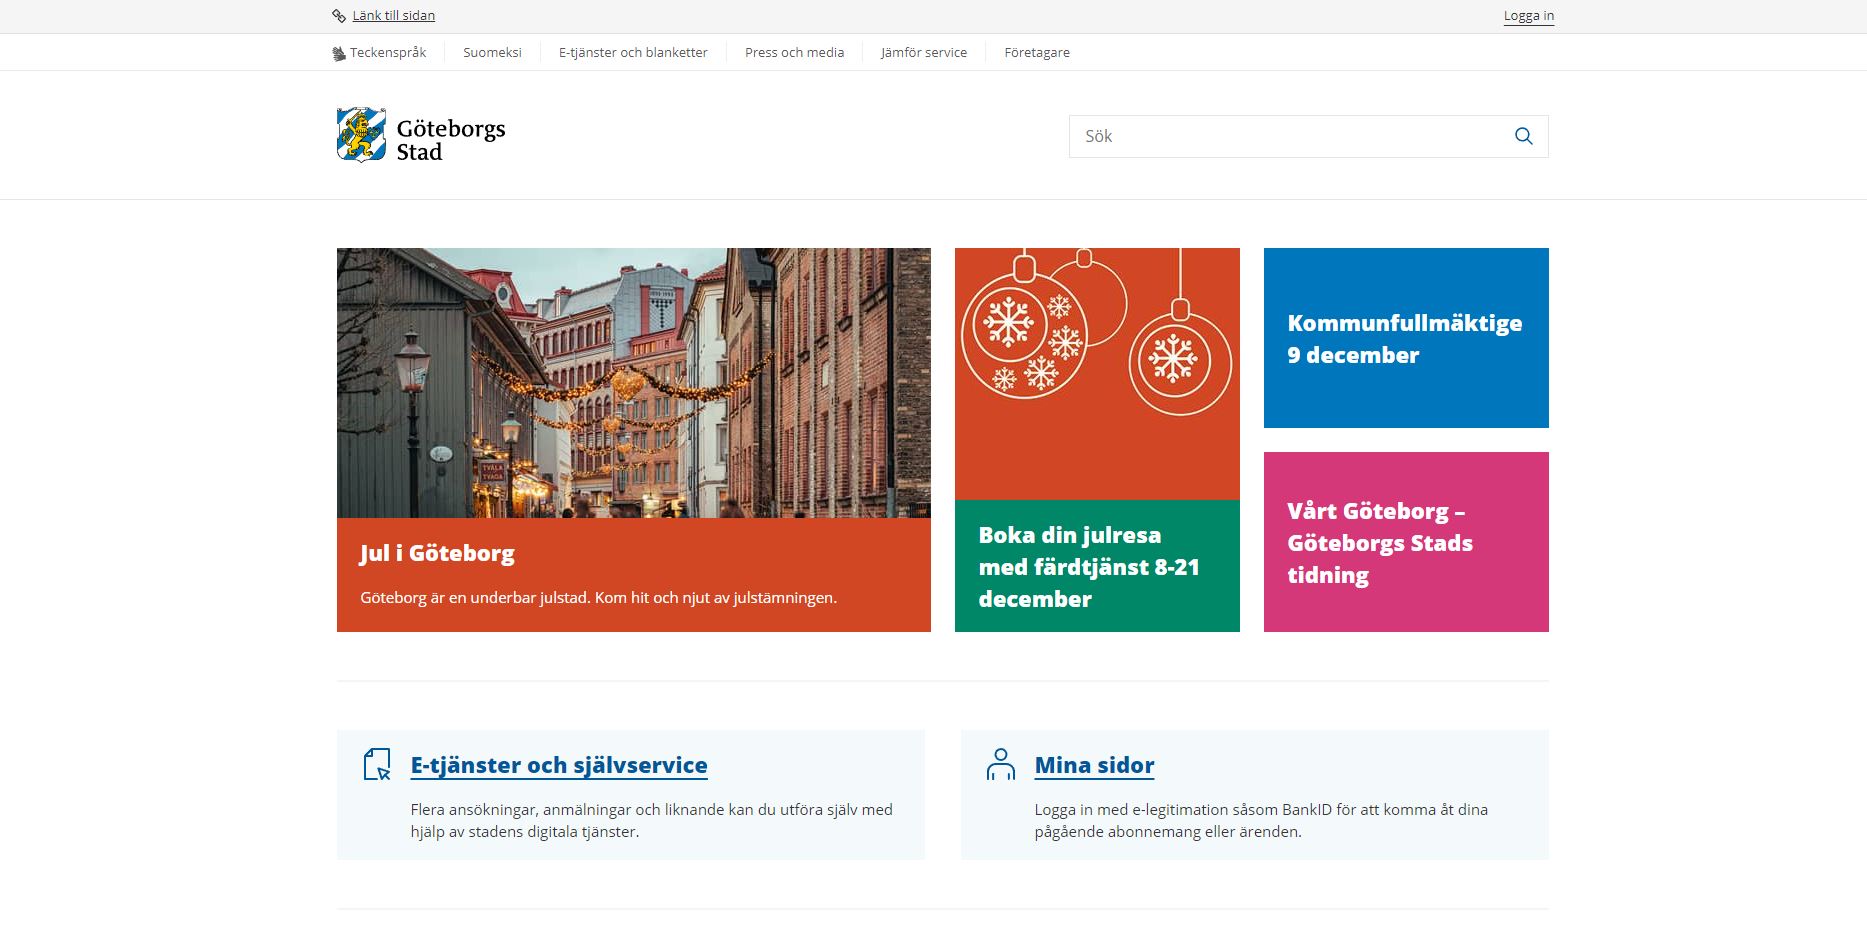 Länk till sidan
Logga in
Teckenspråk
Suomeksi
E-tjänster och blanketter
Press och media
Jämför service
Företagare
Göteborgs
Stad
Sök
TVÅLA
TVAGA
Jul i Göteborg
Göteborg är en underbar julstad. Kom hit och njut av julstämningen.
Boka din julresa
med färdtjänst 8-21
december
Kommunfullmäktige
9 december
Vårt Göteborg –
Göteborgs Stads
tidning
E-tjänster och självservice
Flera ansökningar, anmälningar och liknande kan du utföra själv med
hjälp av stadens digitala tjänster.
Mina sidor
Logga in med e-legitimation såsom BankID för att komma åt dina
pågående abonnemang eller ärenden.